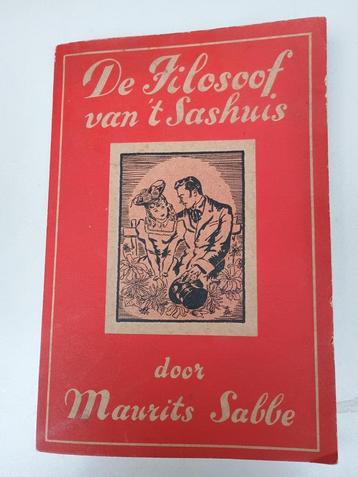 De Filosoof
van 't Sashuis
door
Maurits Sabbe